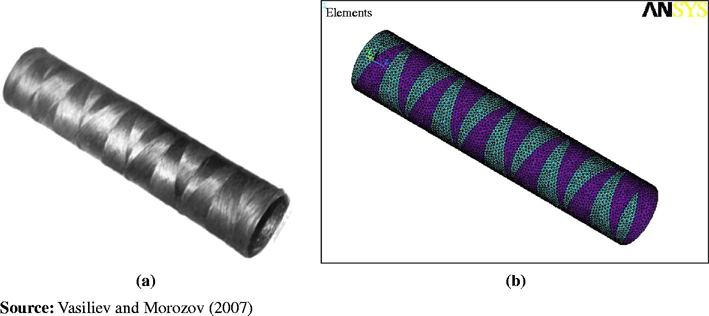 Elements
ANSYS
(a)
(b)
Source: Vasiliev and Morozov (2007)